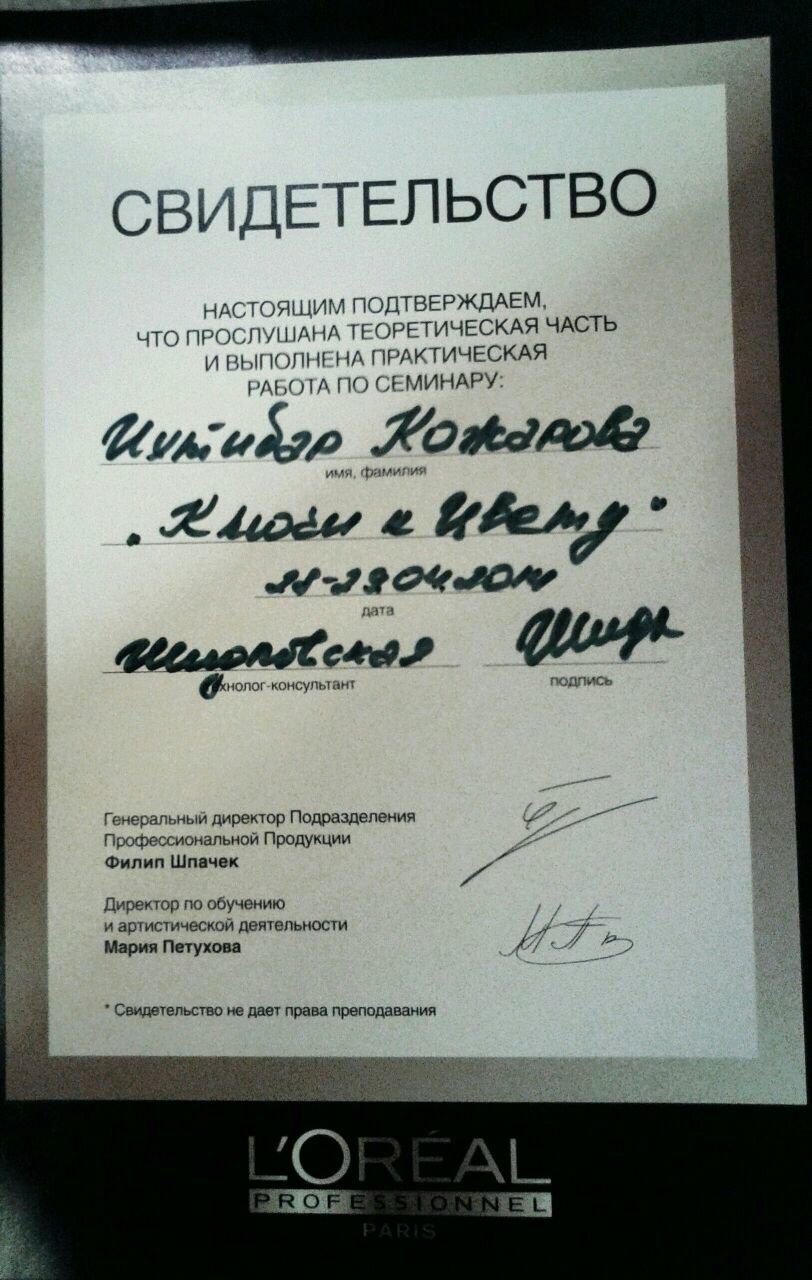 СВИДЕТЕЛЬСТВО
НАСТОЯЩИМ ПОДТВЕРЖДАЕМ,
ЧТО ПРОСЛУШАНА ТЕОРЕТИЧЕСКАЯ ЧАСТЬ
И ВЫПОЛНЕНА ПРАКТИЧЕСКАЯ
РАБОТА ПО СЕМИНАРУ:
Ихтибар Кожарова
имя, фамилия
"Ключи к Цвету"
дата
технолог-консультант
подпись
Генеральный директор Подразделения
Профессиональной Продукции
Филип Шпачек
Директор по обучению
и артистической деятельности
Мария Петухова
* Свидетельство не дает права преподавания
L'ORÉAL
PROFESSIONNEL
PARIS